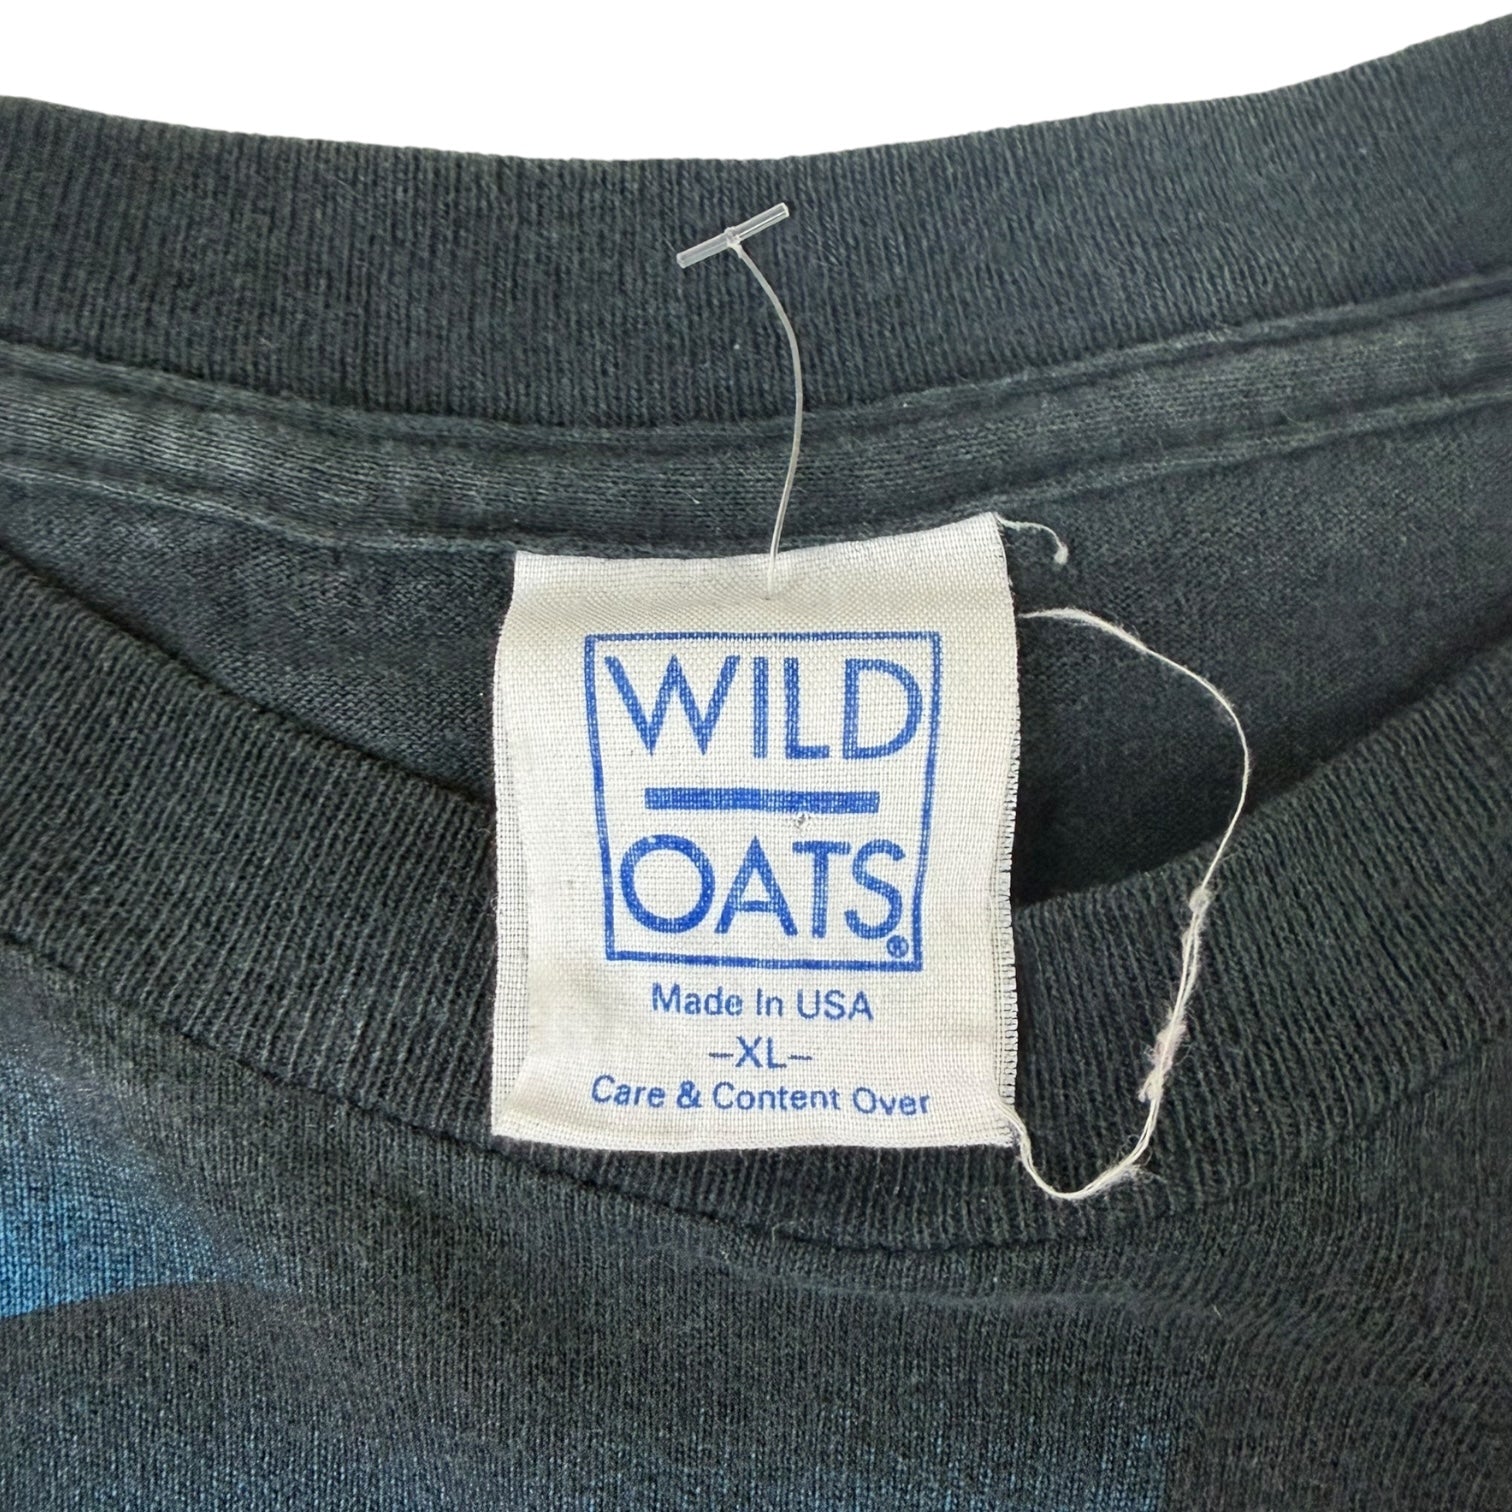 WILD
OATS®
Made In USA
–XL–
Care & Content Over